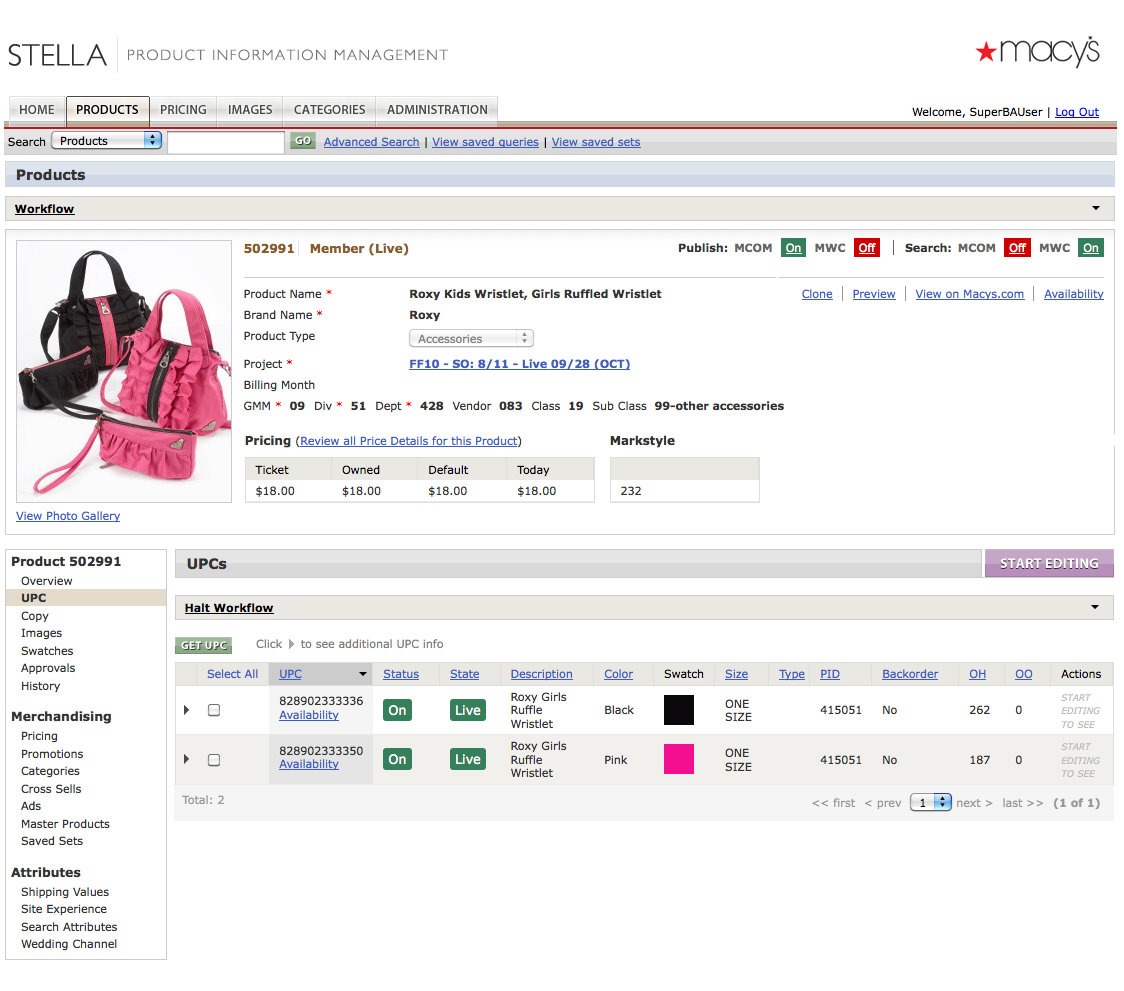 STELLA PRODUCT INFORMATION MANAGEMENT
★macy's
HOME PRODUCTS PRICING IMAGES CATEGORIES ADMINISTRATION
Welcome, SuperBAUser | Log Out
Search Products GO Advanced Search | View saved queries | View saved sets
Products
Workflow
502991 Member (Live)
Publish: MCOM On MWC Off | Search: MCOM Off MWC On
Product Name * Roxy Kids Wristlet, Girls Ruffled Wristlet
Clone Preview View on Macys.com Availability
Brand Name * Roxy
Product Type Accessories
Project * FF10 - SO: 8/11 - Live 09/28 (OCT)
Billing Month
GMM * 09 Div * 51 Dept * 428 Vendor 083 Class 19 Sub Class 99-other accessories
Pricing (Review all Price Details for this Product) Markstyle
Ticket Owned Default Today
$18.00 $18.00 $18.00 $18.00 232
View Photo Gallery
Product 502991
Overview
UPC
Copy
Images
Swatches
Approvals
History
Merchandising
Pricing
Promotions
Categories
Cross Sells
Ads
Master Products
Saved Sets
Attributes
Shipping Values
Site Experience
Search Attributes
Wedding Channel
UPCs START EDITING
Halt Workflow
GET UPC Click to see additional UPC info
Select All UPC Status State Description Color Swatch Size Type PID Backorder OH OO Actions
828902333336 Availability On Live Roxy Girls Ruffle Wristlet Black ONE SIZE 415051 No 262 0 START EDITING TO SEE
828902333350 Availability On Live Roxy Girls Ruffle Wristlet Pink ONE SIZE 415051 No 187 0 START EDITING TO SEE
Total: 2
<< first < prev 1 next > last >> (1 of 1)